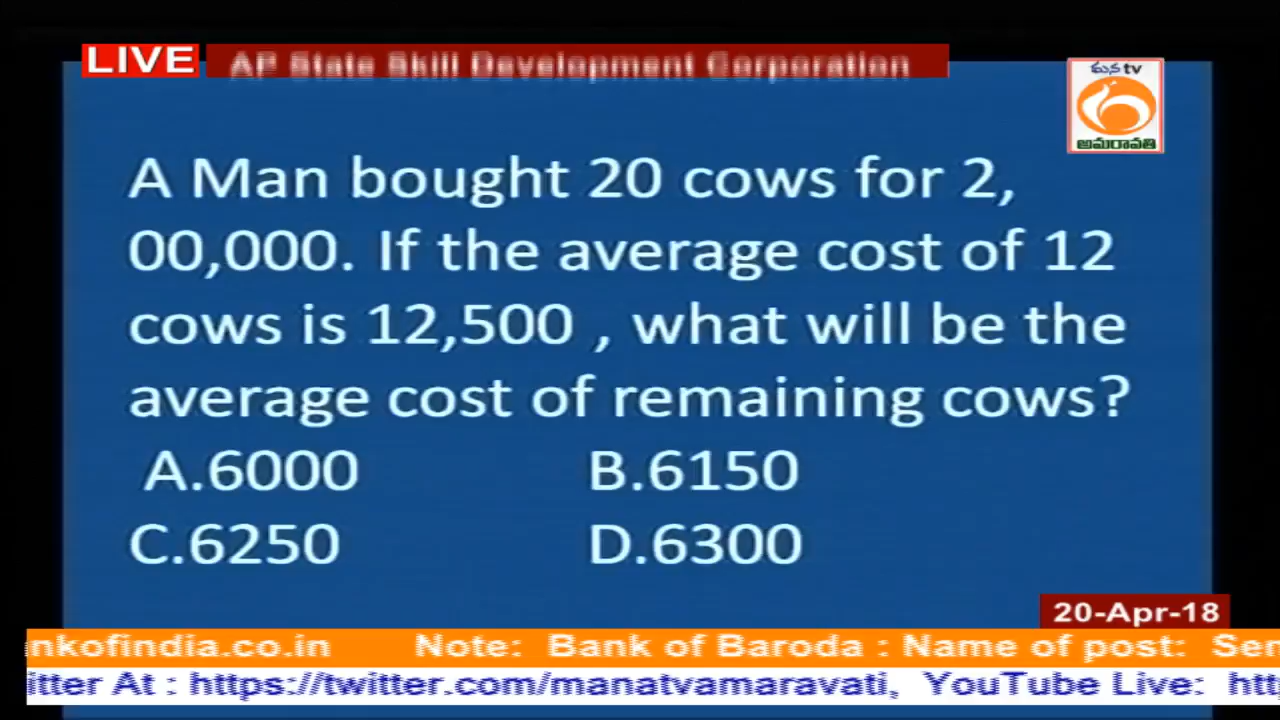 LIVE AP State Skill Development Corporation
మన tv
అమరావతి
A Man bought 20 cows for 2,
00,000. If the average cost of 12
cows is 12,500 , what will be the
average cost of remaining cows?
A.6000 B.6150
C.6250 D.6300
20-Apr-18
nkofindia.co.in Note: Bank of Baroda : Name of post: Sen
itter At : https://twitter.com/manatvamaravati, YouTube Live: htt